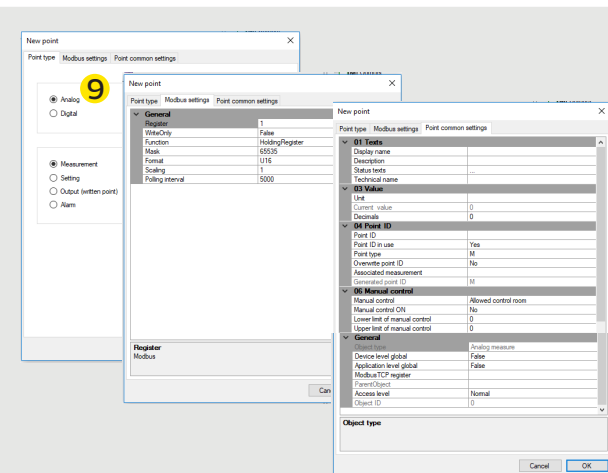 New point
Point type Modbus settings Point common settings
9
Analog
Digital
Measurement
Setting
Output (written point)
Alarm
New point
Point type Modbus settings Point common settings
General
Register 1
WriteOnly False
Function HoldingRegister
Mask 65535
Format U16
Scaling 1
Polling interval 5000
Register
Modbus
New point
Point type Modbus settings Point common settings
01 Texts
Display name
Description
Status texts ...
Technical name
03 Value
Unit
Current value 0
Decimals 0
04 Point ID
Point ID
Point ID in use Yes
Point type M
Overwrite point ID No
Associated measurement
Generated point ID M
06 Manual control
Manual control Allowed control room
Manual control ON No
Lower limit of manual control 0
Upper limit of manual control 0
General
Object type Analog measure
Device level global False
Application level global False
ModbusTCP register
ParentObject
Access level Normal
Object ID 0
Object type
Cancel OK